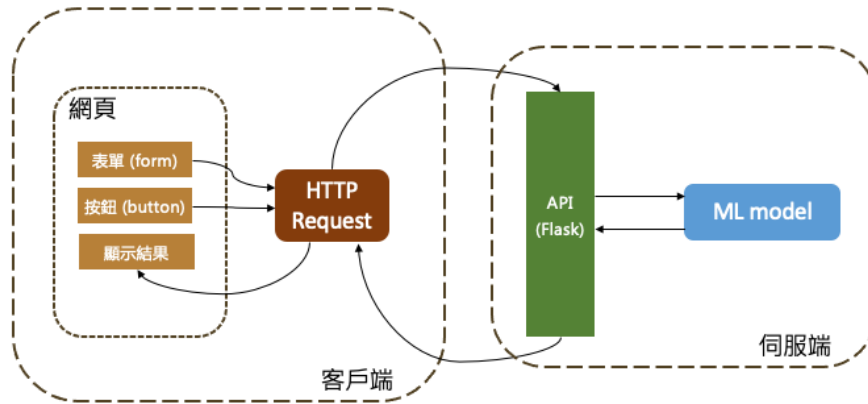 網頁
表單 (form)
按鈕 (button)
顯示結果
HTTP
Request
客戶端
API
(Flask)
ML model
伺服端